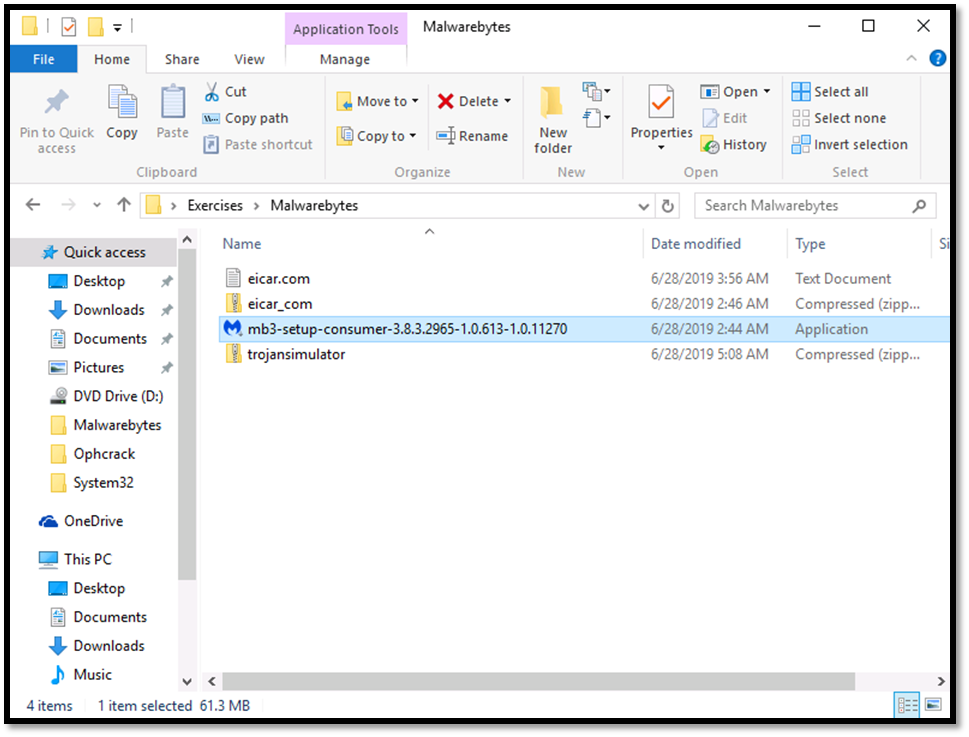 Application Tools
Malwarebytes
File
Home
Share
View
Manage
Pin to Quick
access
Copy
Paste
Cut
Copy path
Paste shortcut
Clipboard
Move to
Copy to
Delete
Rename
Organize
New
folder
New
Properties
Open
Edit
History
Open
Select all
Select none
Invert selection
Select
Exercises > Malwarebytes
Search Malwarebytes
Quick access
Desktop
Downloads
Documents
Pictures
DVD Drive (D:)
Malwarebytes
Ophcrack
System32
OneDrive
This PC
Desktop
Documents
Downloads
Music
Name Date modified Type Si
eicar.com 6/28/2019 3:56 AM Text Document
eicar_com 6/28/2019 2:46 AM Compressed (zipp...
mb3-setup-consumer-3.8.3.2965-1.0.613-1.0.11270 6/28/2019 2:44 AM Application
trojansimulator 6/28/2019 5:08 AM Compressed (zipp...
4 items 1 item selected 61.3 MB